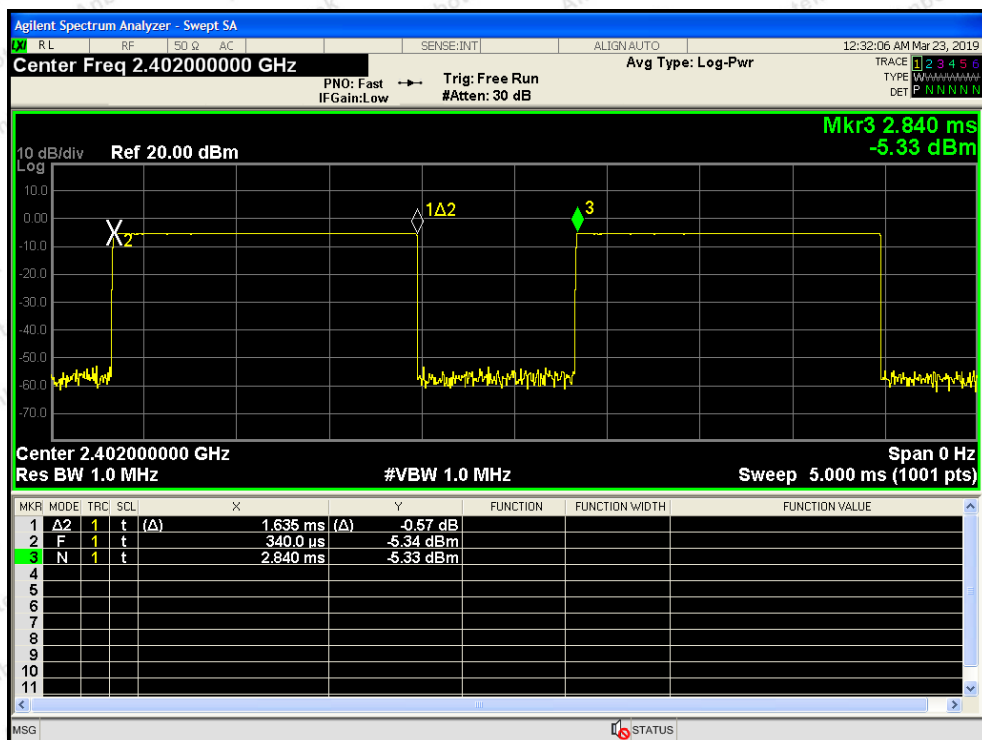 Agilent Spectrum Analyzer - Swept SA
LXI RL RF 50 Ω AC SENSE:INT ALIGNAUTO 12:32:06 AM Mar 23, 2019
Center Freq 2.402000000 GHz
PNO: Fast
IFGain:Low
Trig: Free Run
#Atten: 30 dB
Avg Type: Log-Pwr
TRACE 1 2 3 4 5 6
TYPE WWWWWW
DET P N N N N N
Mkr3 2.840 ms
-5.33 dBm
10 dB/div Ref 20.00 dBm
Log
10.0
0.00
-10.0
-20.0
-30.0
-40.0
-50.0
-60.0
-70.0
2
1Δ2
3
Center 2.402000000 GHz Span 0 Hz
Res BW 1.0 MHz #VBW 1.0 MHz Sweep 5.000 ms (1001 pts)
MKR MODE TRC SCL X Y FUNCTION FUNCTION WIDTH FUNCTION VALUE
1 Δ2 1 t (Δ) 1.635 ms (Δ) -0.57 dB
2 F 1 t 340.0 µs -5.34 dBm
3 N 1 t 2.840 ms -5.33 dBm
4
5
6
7
8
9
10
11
MSG STATUS